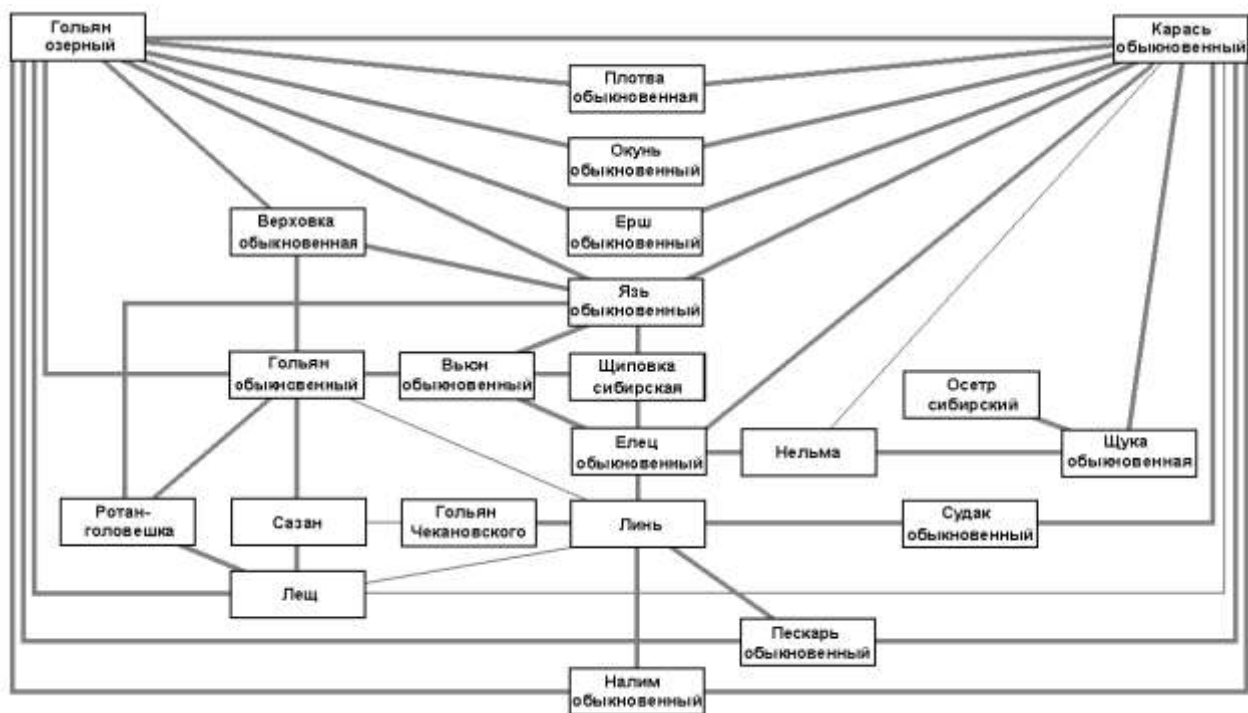 Гольян
озерный
Карась
обыкновенный
Плотва
обыкновенная
Окунь
обыкновенный
Верховка
обыкновенная
Ерш
обыкновенный
Язь
обыкновенный
Гольян
обыкновенный
Вьюн
обыкновенный
Щиповка
сибирская
Осетр
сибирский
Елец
обыкновенный
Нельма
Щука
обыкновенная
Ротан-
головешка
Сазан
Гольян
Чекановского
Линь
Судак
обыкновенный
Лещ
Пескарь
обыкновенный
Налим
обыкновенный